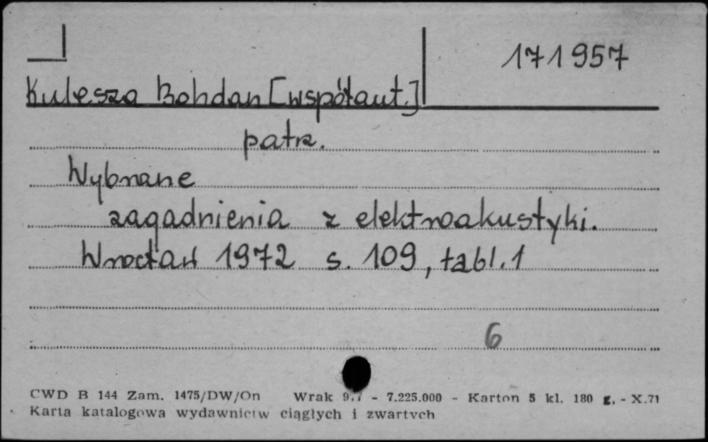 171957
Kulesza Bohdan [współaut.]
patrz.
Wybrane
zagadnienia z elektroakustyki.
Wrocław 1972 s. 109, tabl. 1
6
CWD B 144 Zam. 1475/DW/On Wrak - 7.225.000 - Karton 5 kl. 180 g. - X.71
Karta katalogowa wydawnictw ciągłych i zwartych